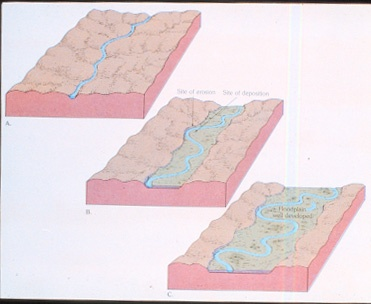 A.
Site of erosion
Site of deposition
B.
Floodplain
well developed
C.